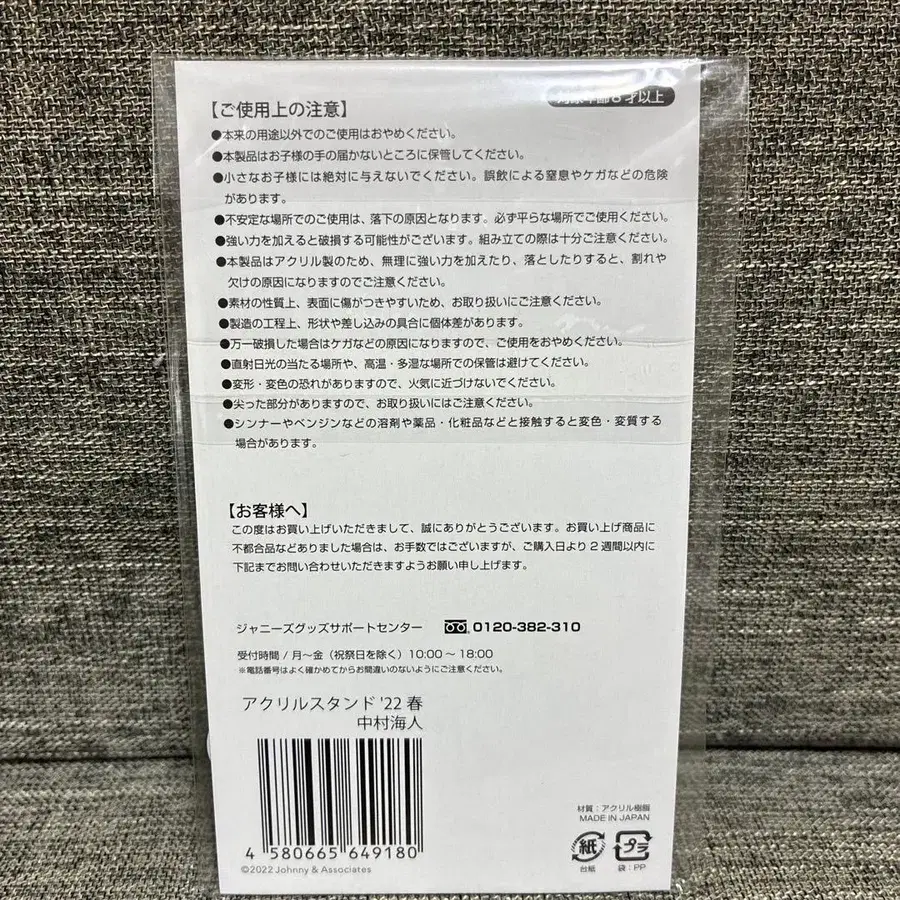 対象年齢8才以上
【ご使用上の注意】
●本来の用途以外でのご使用はおやめください。
●本製品はお子様の手の届かないところに保管してください。
●小さなお子様には絶対に与えないでください。誤飲による窒息やケガなどの危険
があります。
●不安定な場所でのご使用は、落下の原因となります。必ず平らな場所でご使用ください。
●強い力を加えると破損する可能性がございます。組み立ての際は十分ご注意ください。
●本製品はアクリル製のため、無理に強い力を加えたり、落としたりすると、割れや
欠けの原因になりますのでご注意ください。
●素材の性質上、表面に傷がつきやすいため、お取り扱いにご注意ください。
●製造の工程上、形状や差し込みの具合に個体差があります。
●万一破損した場合はケガなどの原因になりますので、ご使用をおやめください。
●直射日光の当たる場所や、高温・多湿な場所での保管は避けてください。
●変形・変色の恐れがありますので、火気に近づけないでください。
●尖った部分がありますので、お取り扱いにはご注意ください。
●シンナーやベンジンなどの溶剤や薬品・化粧品などと接触すると変色・変質する
場合があります。
【お客様へ】
この度はお買い上げいただきまして、誠にありがとうございます。お買い上げ商品に
不都合品などありました場合は、お手数ではございますが、ご購入日より2週間以内に
下記までお問い合わせいただきますようお願い申し上げます。
ジャニーズグッズサポートセンター 0120-382-310
受付時間 / 月～金（祝祭日を除く）10:00～18:00
※電話番号はよく確かめてからお間違いのないようにご注意ください。
アクリルスタンド '22 春
中村海人
4 580665 649180
©2022 Johnny & Associates
材質：アクリル樹脂
MADE IN JAPAN
紙 プラ
台紙 袋：PP